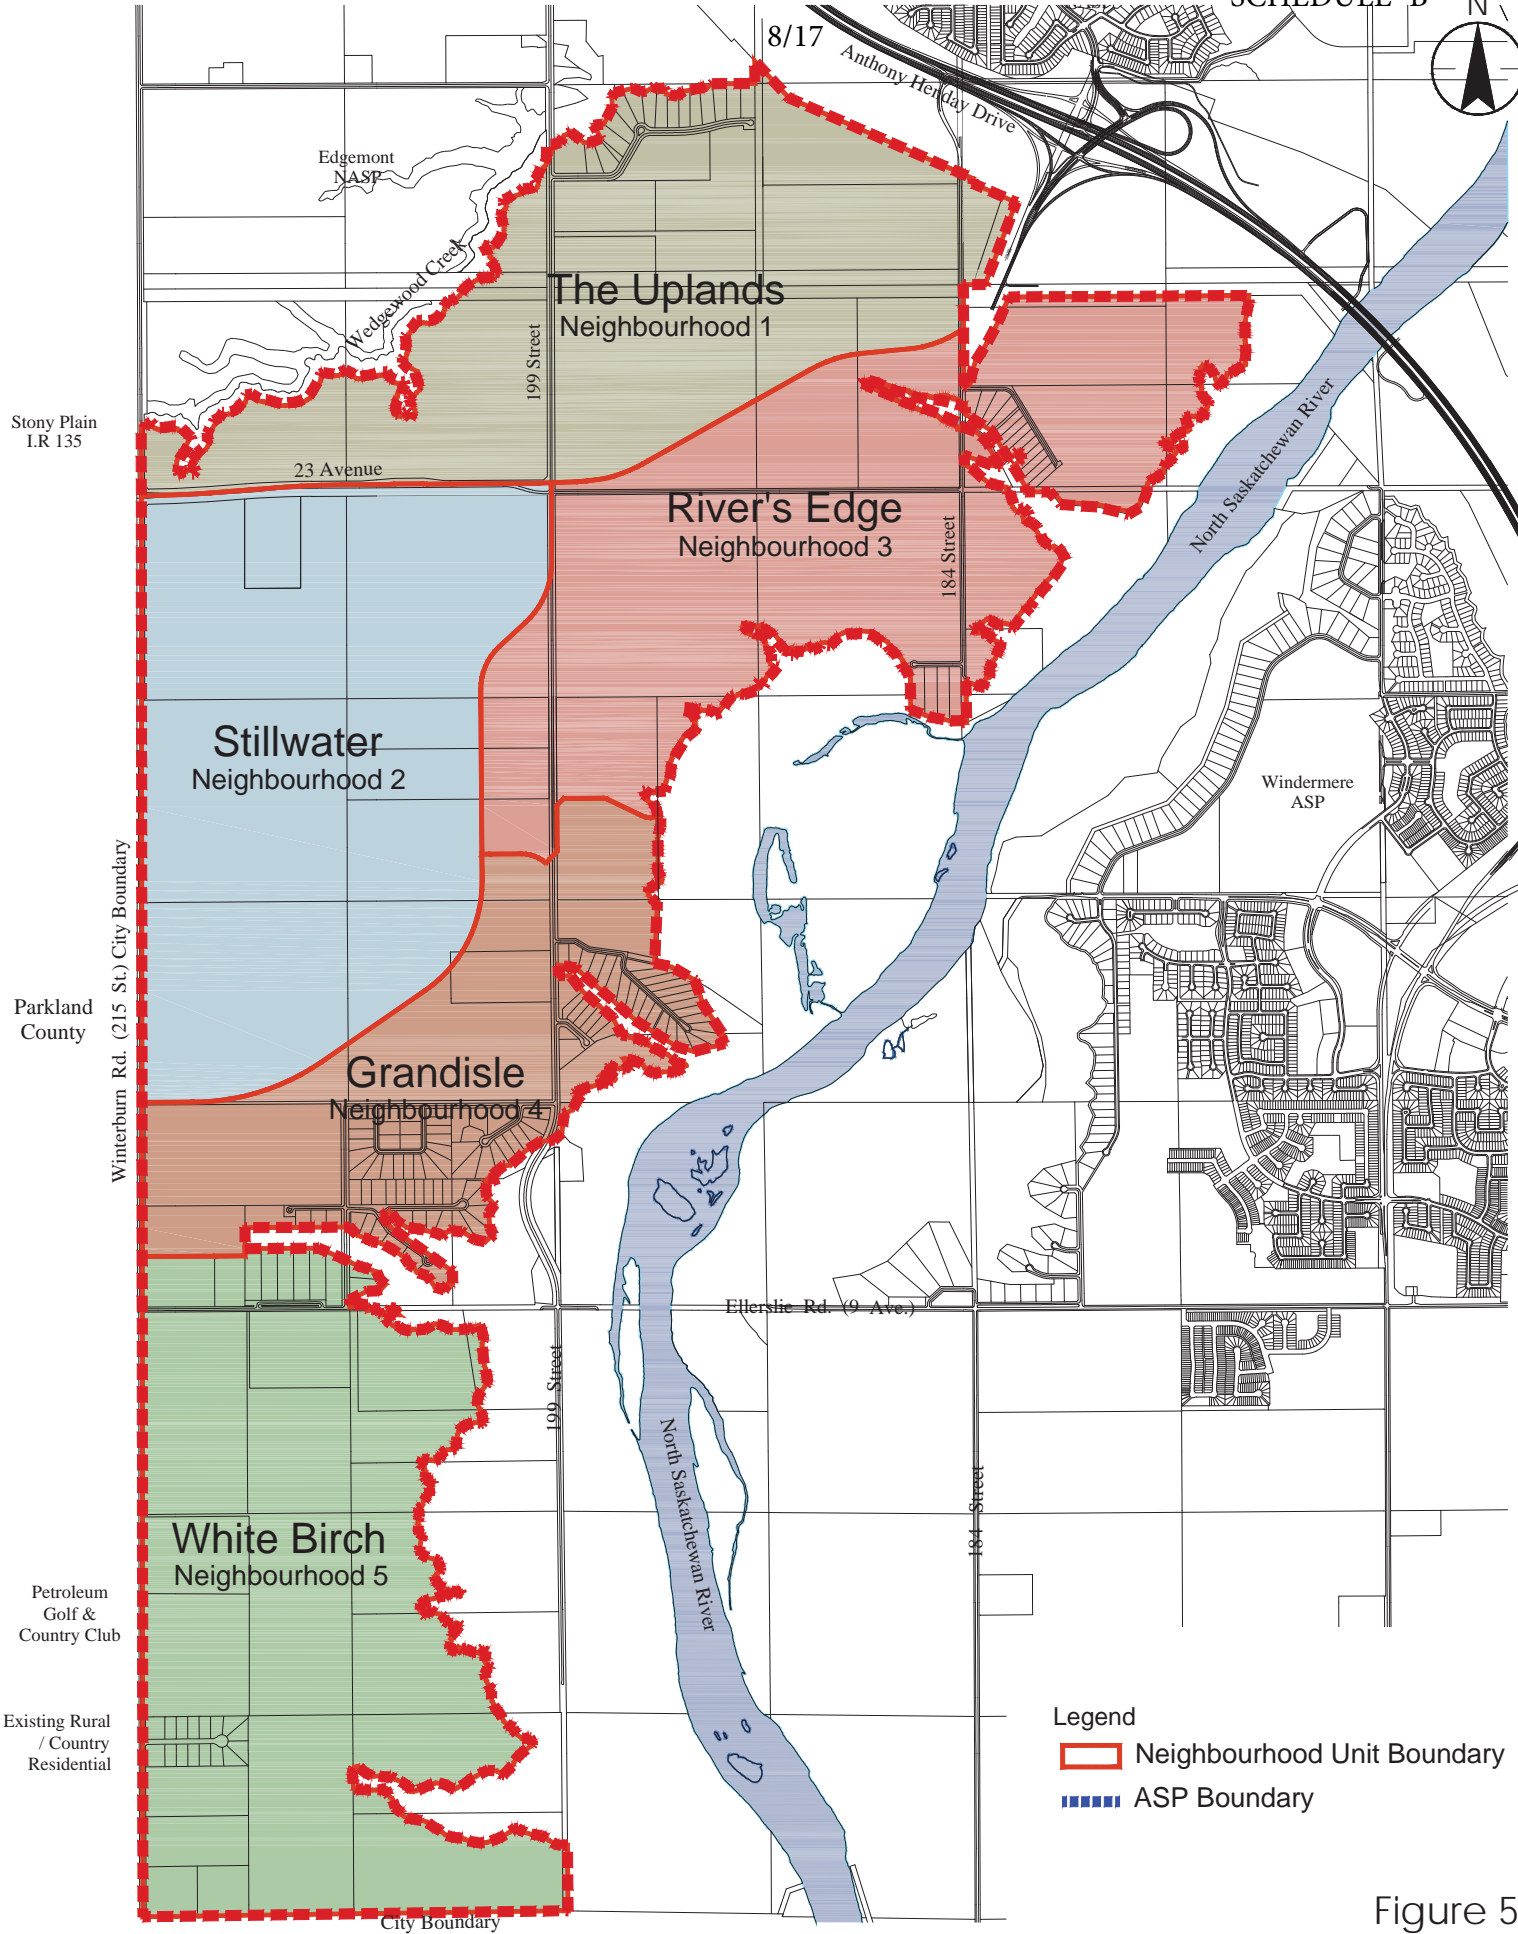 SCHEDULE "B"
N
8/17
Anthony Henday Drive
Edgemont
NASP
Wedgewood Creek
The Uplands
Neighbourhood 1
199 Street
Stony Plain
I.R 135
23 Avenue
North Saskatchewan River
River's Edge
Neighbourhood 3
184 Street
Stillwater
Neighbourhood 2
Windermere
ASP
Winterburn Rd. (215 St.) City Boundary
Parkland
County
Grandisle
Neighbourhood 4
Ellerslie Rd. (9 Ave.)
199 Street
North Saskatchewan River
184 Street
White Birch
Neighbourhood 5
Petroleum
Golf &
Country Club
Existing Rural
/ Country
Residential
Legend
Neighbourhood Unit Boundary
ASP Boundary
City Boundary
Figure 5